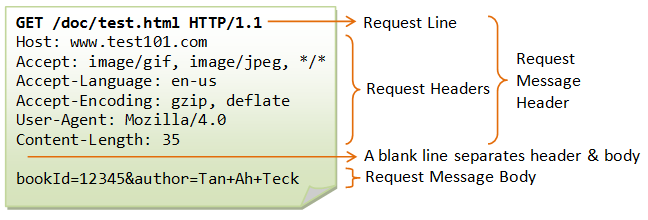 GET /doc/test.html HTTP/1.1
Host: www.test101.com
Accept: image/gif, image/jpeg, */*
Accept-Language: en-us
Accept-Encoding: gzip, deflate
User-Agent: Mozilla/4.0
Content-Length: 35
bookId=12345&author=Tan+Ah+Teck
Request Line
Request Headers
Request
Message
Header
A blank line separates header & body
Request Message Body